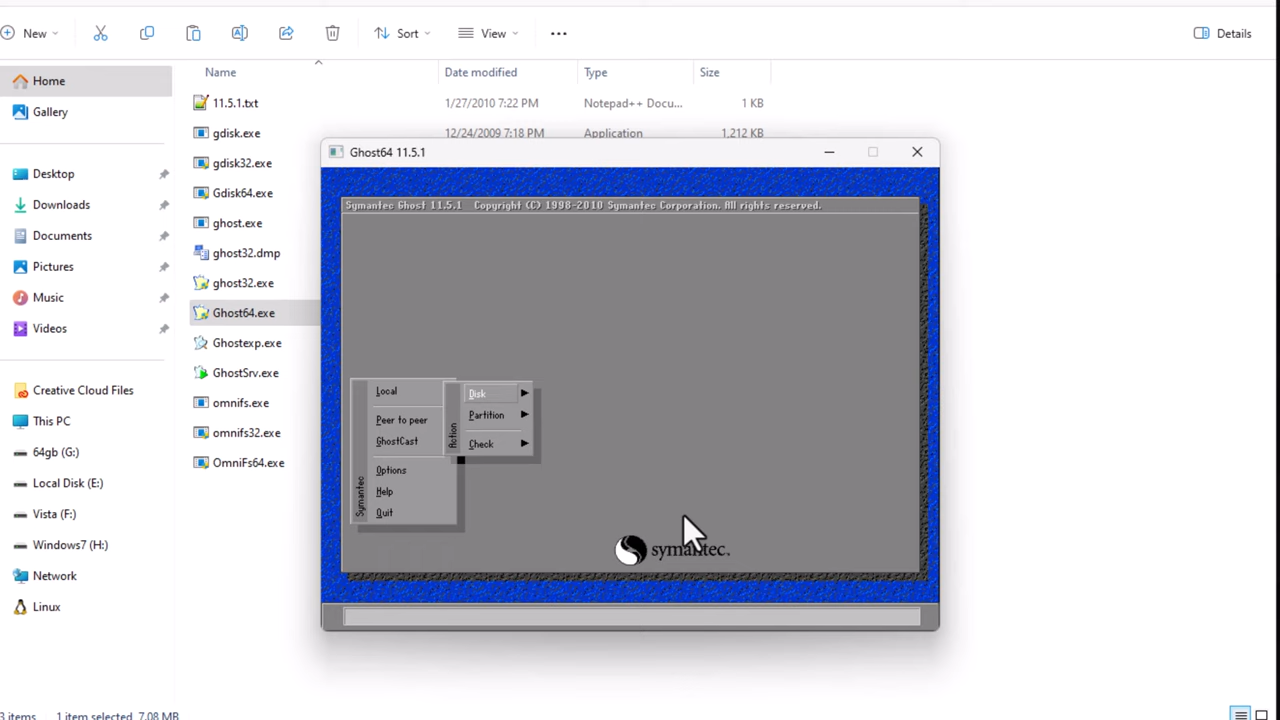 New
Sort
View
Details
Home
Gallery
Desktop
Downloads
Documents
Pictures
Music
Videos
Creative Cloud Files
This PC
64gb (G:)
Local Disk (E:)
Vista (F:)
Windows7 (H:)
Network
Linux
Name Date modified Type Size
11.5.1.txt 1/27/2010 7:22 PM Notepad++ Docu... 1 KB
gdisk.exe 12/24/2009 7:18 PM Application 1,212 KB
gdisk32.exe
Gdisk64.exe
ghost.exe
ghost32.dmp
ghost32.exe
Ghost64.exe
Ghostexp.exe
GhostSrv.exe
omnifs.exe
omnifs32.exe
OmniFs64.exe
Ghost64 11.5.1
Symantec Ghost 11.5.1 Copyright (C) 1998-2010 Symantec Corporation. All rights reserved.
Symantec
Local
Peer to peer
GhostCast
Options
Help
Quit
Action
Disk
Partition
Check
symantec.
items 1 item selected 7.08 MB